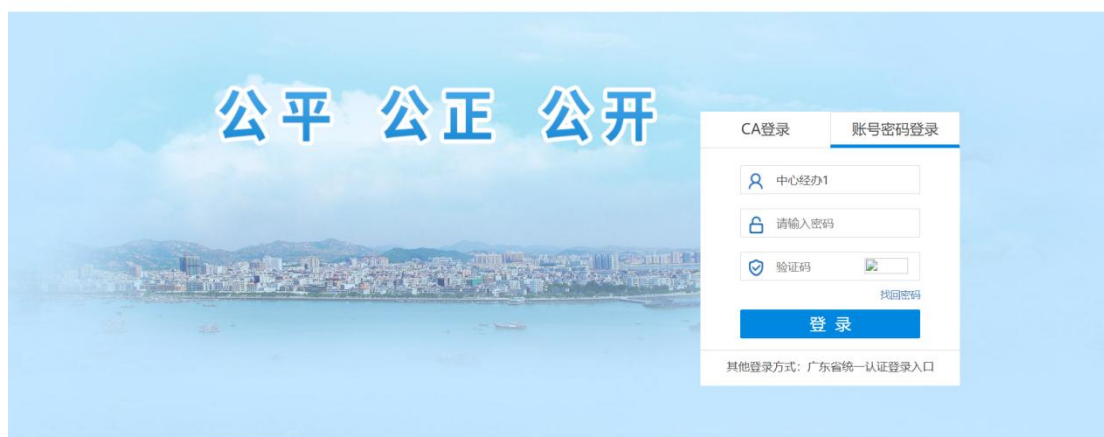 公平 公正 公开
CA登录 账号密码登录
中心经办1
请输入密码
验证码
找回密码
登 录
其他登录方式：广东省统一认证登录入口